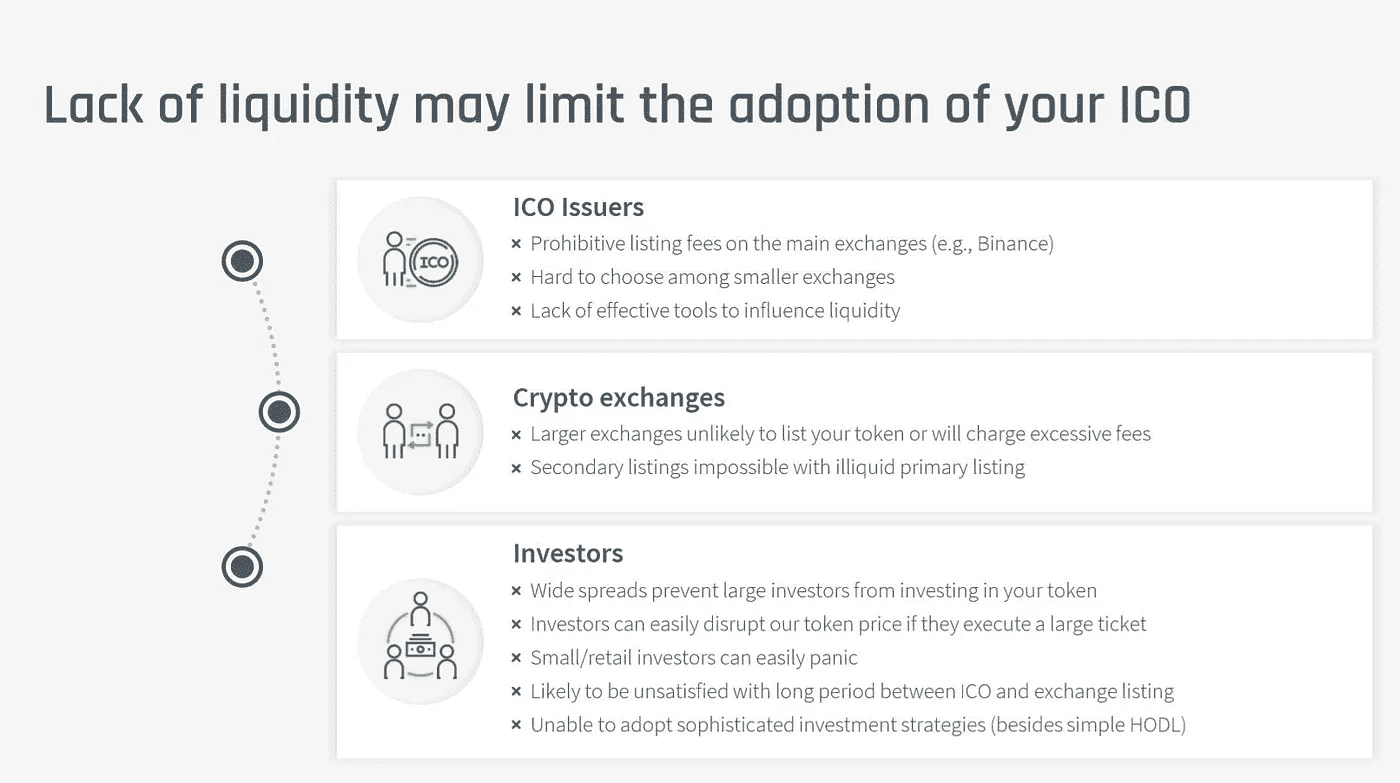 Lack of liquidity may limit the adoption of your ICO
ICO
ICO Issuers
× Prohibitive listing fees on the main exchanges (e.g., Binance)
× Hard to choose among smaller exchanges
× Lack of effective tools to influence liquidity
Crypto exchanges
× Larger exchanges unlikely to list your token or will charge excessive fees
× Secondary listings impossible with illiquid primary listing
Investors
× Wide spreads prevent large investors from investing in your token
× Investors can easily disrupt our token price if they execute a large ticket
× Small/retail investors can easily panic
× Likely to be unsatisfied with long period between ICO and exchange listing
× Unable to adopt sophisticated investment strategies (besides simple HODL)